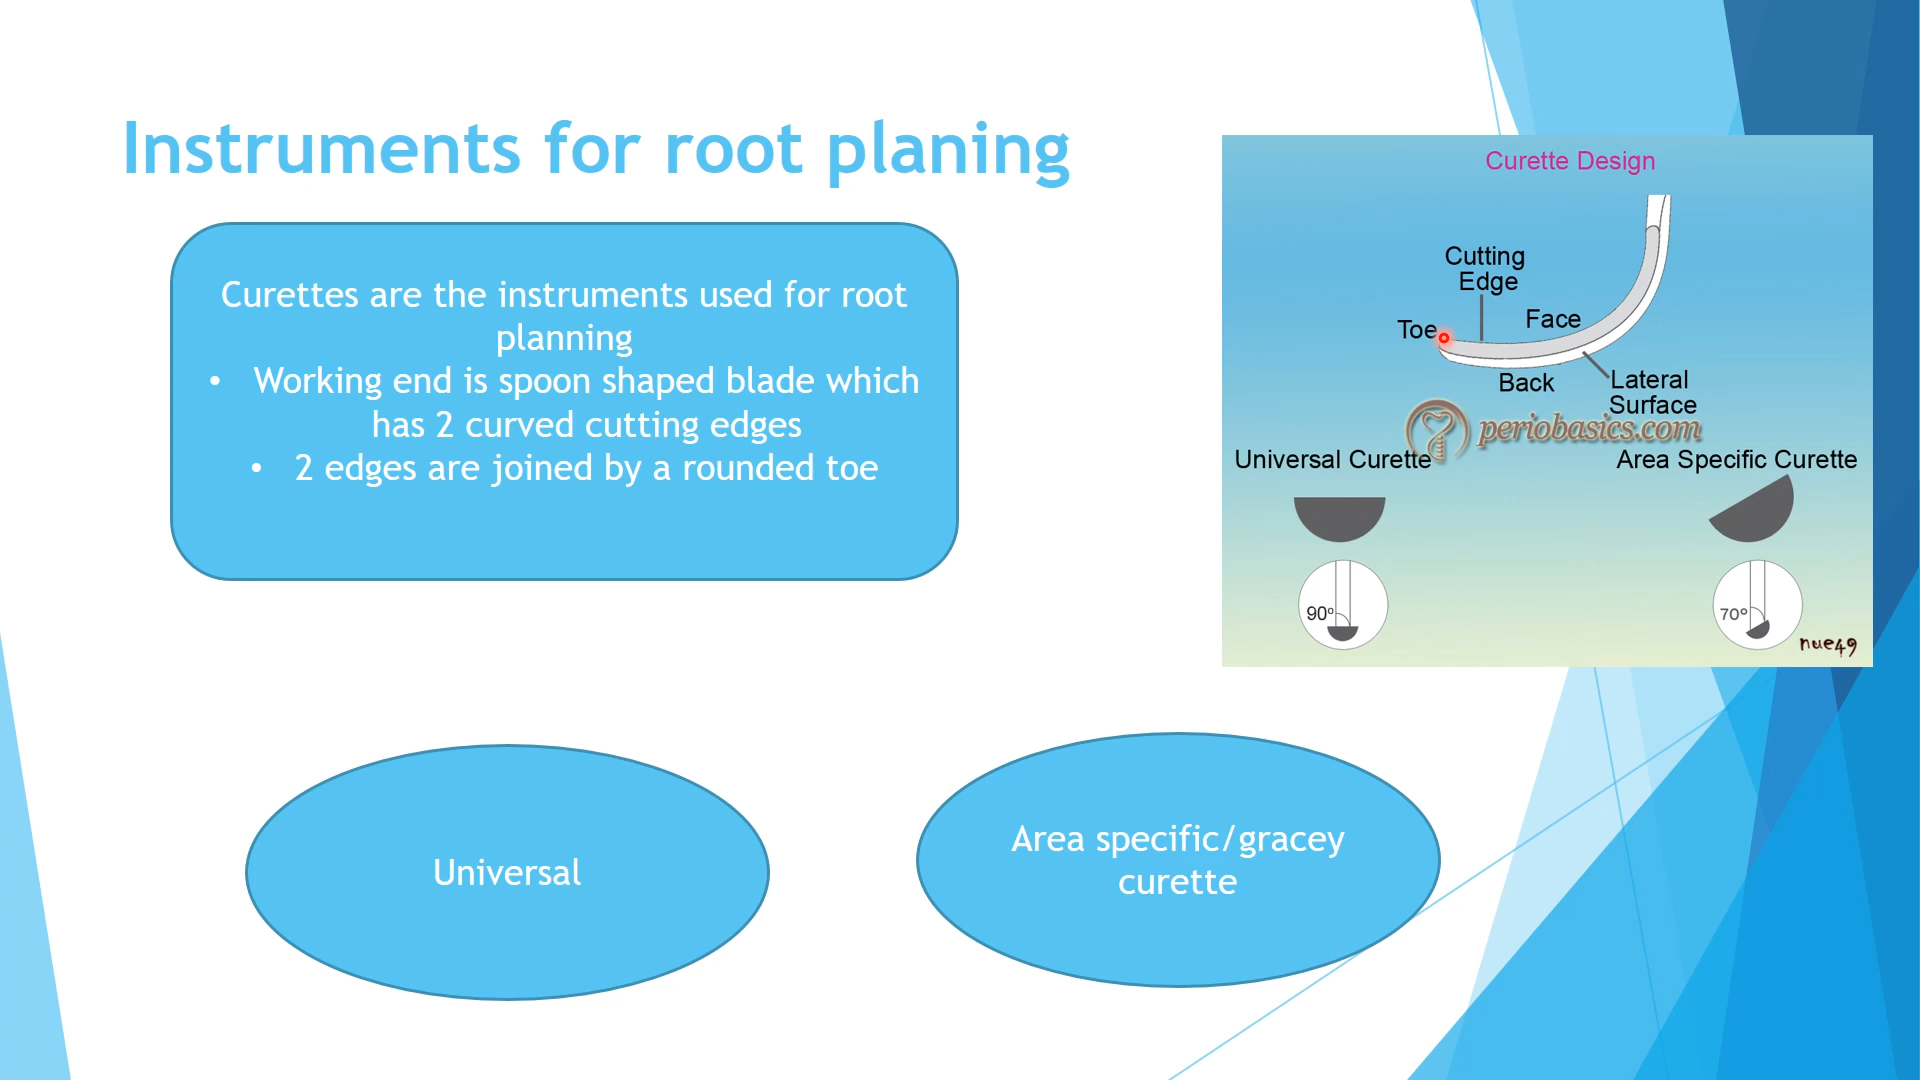 Instruments for root planing
Curettes are the instruments used for root
planning
• Working end is spoon shaped blade which
has 2 curved cutting edges
• 2 edges are joined by a rounded toe
Curette Design
Cutting
Edge
Toe
Face
Back
Lateral
Surface
periobasics.com
Universal Curette
Area Specific Curette
90º
70º
nue49
Universal
Area specific/gracey
curette